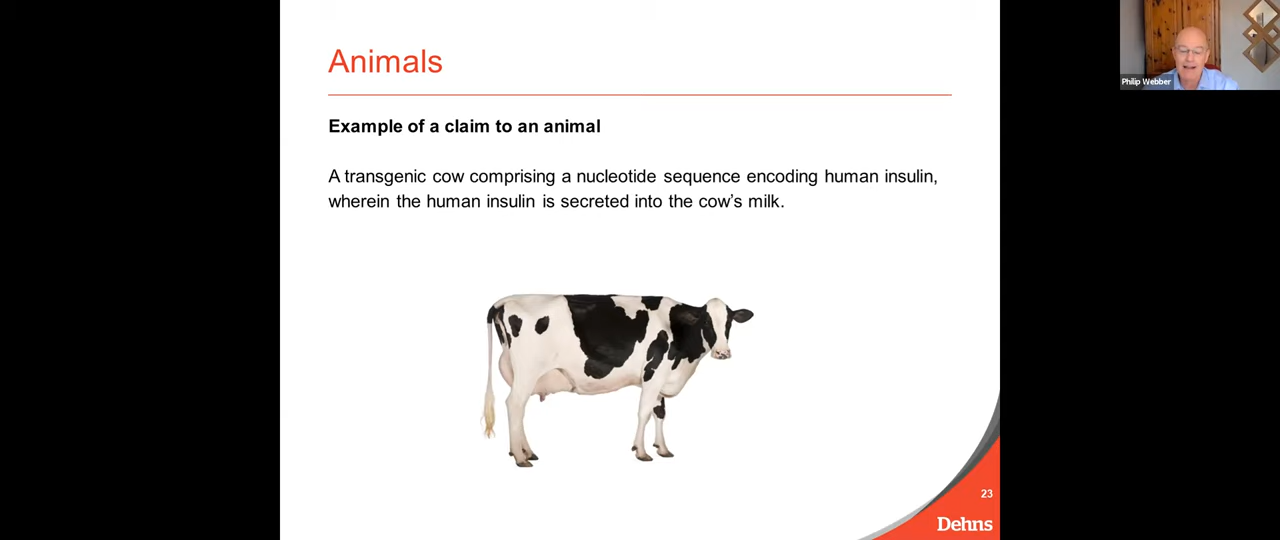 Animals
Philip Webber
Example of a claim to an animal
A transgenic cow comprising a nucleotide sequence encoding human insulin,
wherein the human insulin is secreted into the cow's milk.
23
Dehns